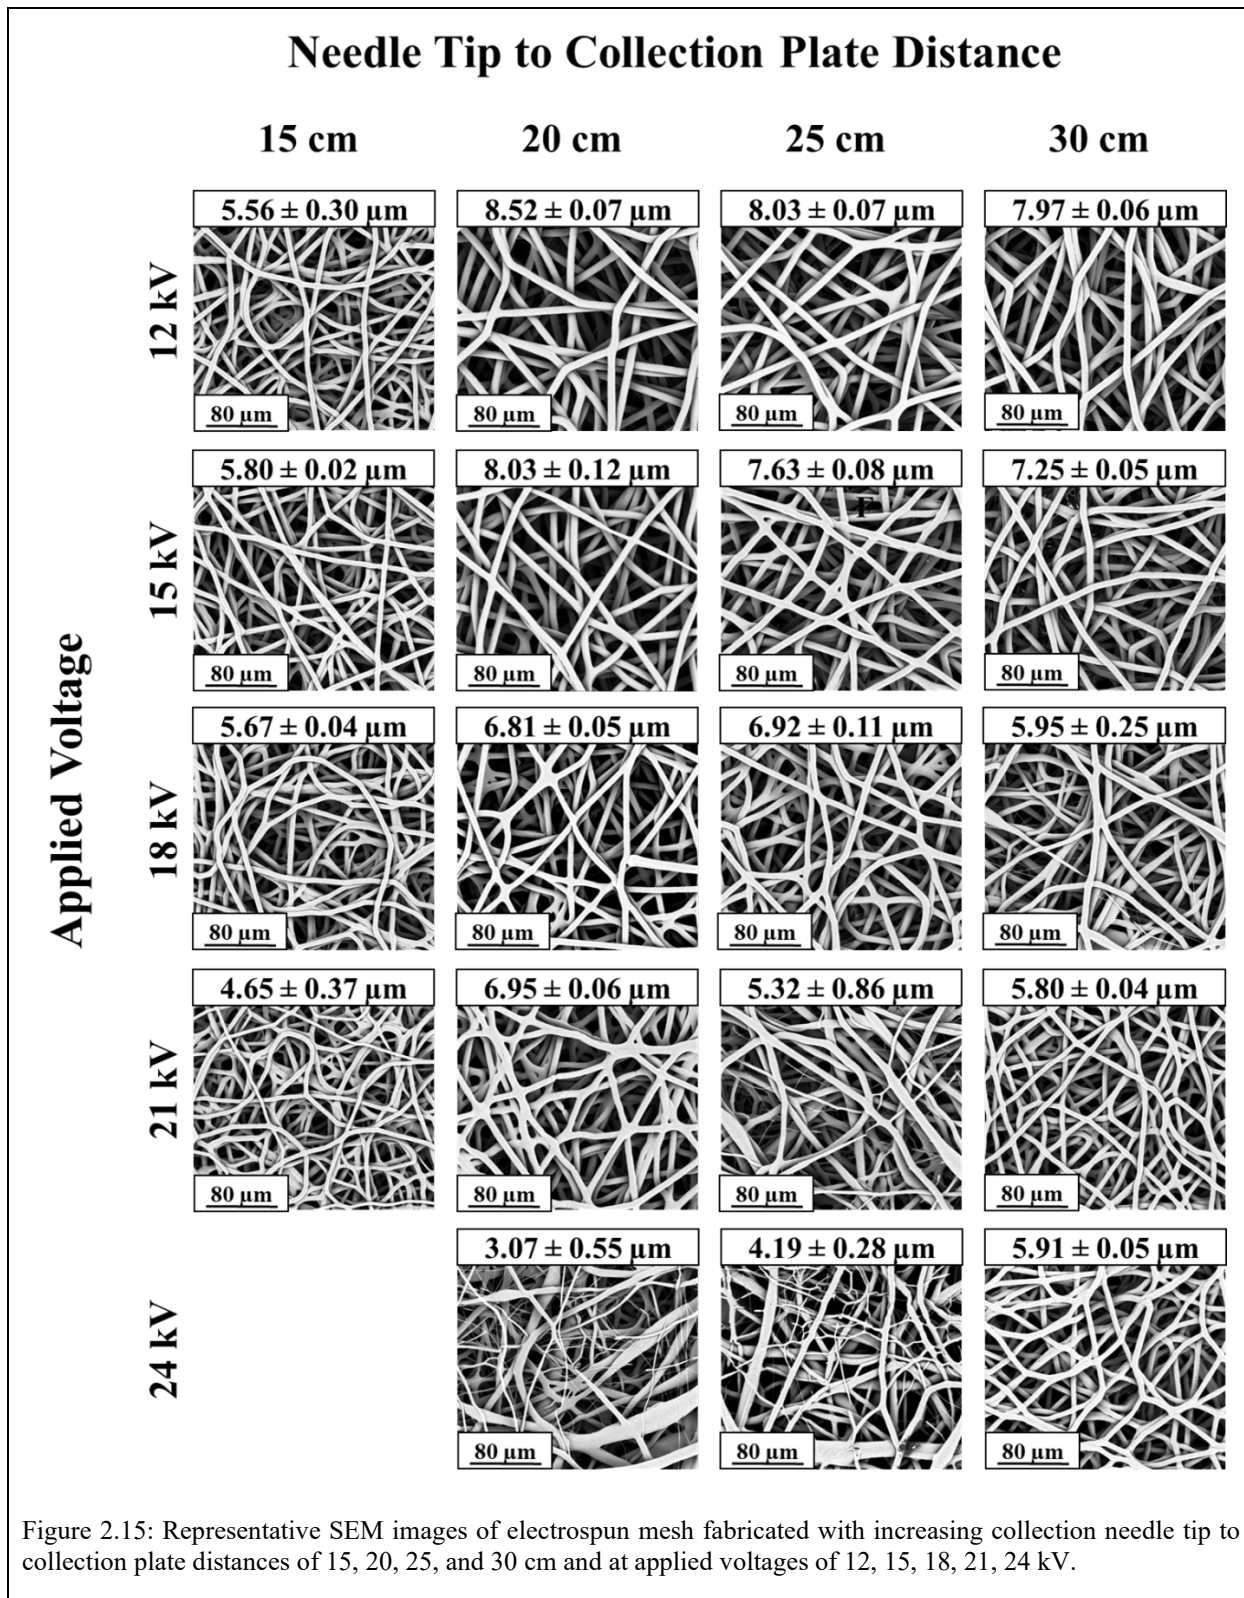 Needle Tip to Collection Plate Distance
15 cm 20 cm 25 cm 30 cm
Applied Voltage
12 kV
5.56 ± 0.30 µm 8.52 ± 0.07 µm 8.03 ± 0.07 µm 7.97 ± 0.06 µm
80 µm 80 µm 80 µm 80 µm
15 kV
5.80 ± 0.02 µm 8.03 ± 0.12 µm 7.63 ± 0.08 µm 7.25 ± 0.05 µm
F
80 µm 80 µm 80 µm 80 µm
18 kV
5.67 ± 0.04 µm 6.81 ± 0.05 µm 6.92 ± 0.11 µm 5.95 ± 0.25 µm
80 µm 80 µm 80 µm 80 µm
21 kV
4.65 ± 0.37 µm 6.95 ± 0.06 µm 5.32 ± 0.86 µm 5.80 ± 0.04 µm
80 µm 80 µm 80 µm 80 µm
24 kV
3.07 ± 0.55 µm 4.19 ± 0.28 µm 5.91 ± 0.05 µm
80 µm 80 µm 80 µm
Figure 2.15: Representative SEM images of electrospun mesh fabricated with increasing collection needle tip to
collection plate distances of 15, 20, 25, and 30 cm and at applied voltages of 12, 15, 18, 21, 24 kV.